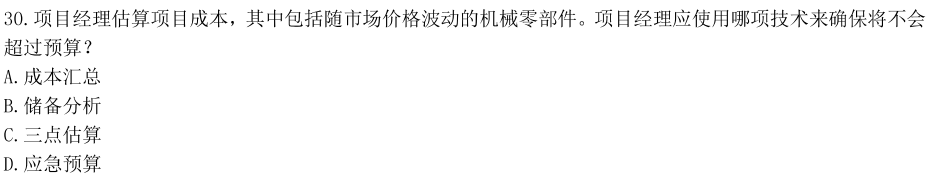 30.项目经理估算项目成本，其中包括随市场价格波动的机械零部件。项目经理应使用哪项技术来确保将不会
超过预算？
A.成本汇总
B.储备分析
C.三点估算
D.应急预算